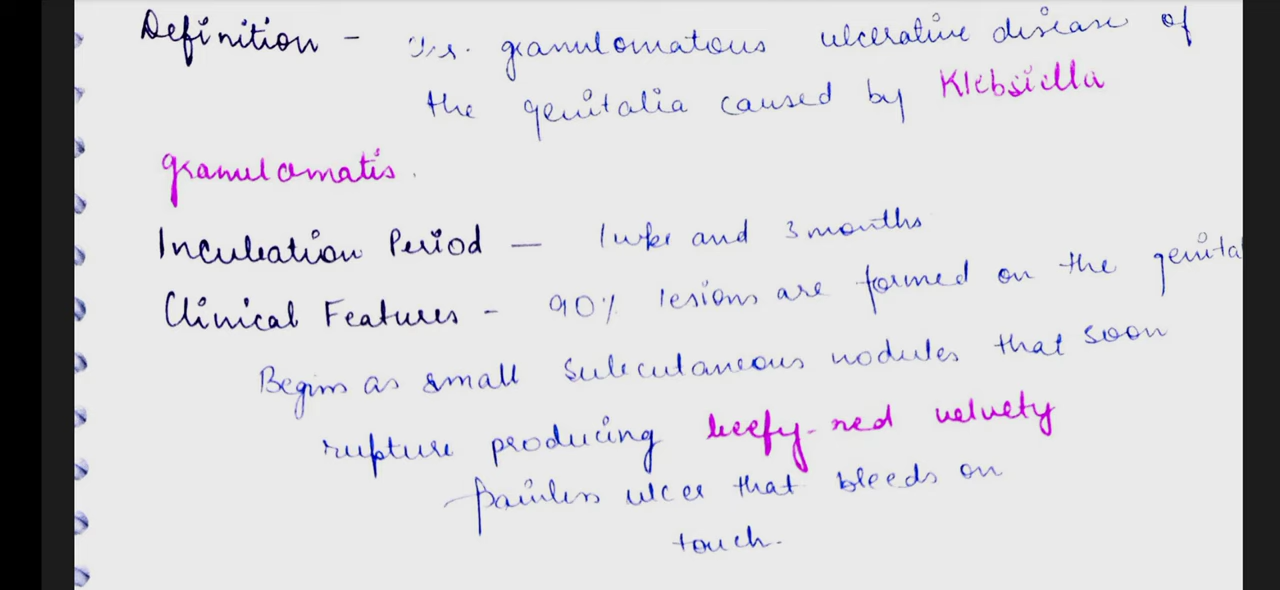 Definition - granulomatous ulcerative disease of
the genitalia caused by Klebsiella
granulomatis.
Incubation Period - 1wk and 3 months
Clinical Features - 90% lesions are formed on the genita
Begins as small subcutaneous nodules that soon
rupture producing beefy-red velvety
painless ulcer that bleeds on
touch.